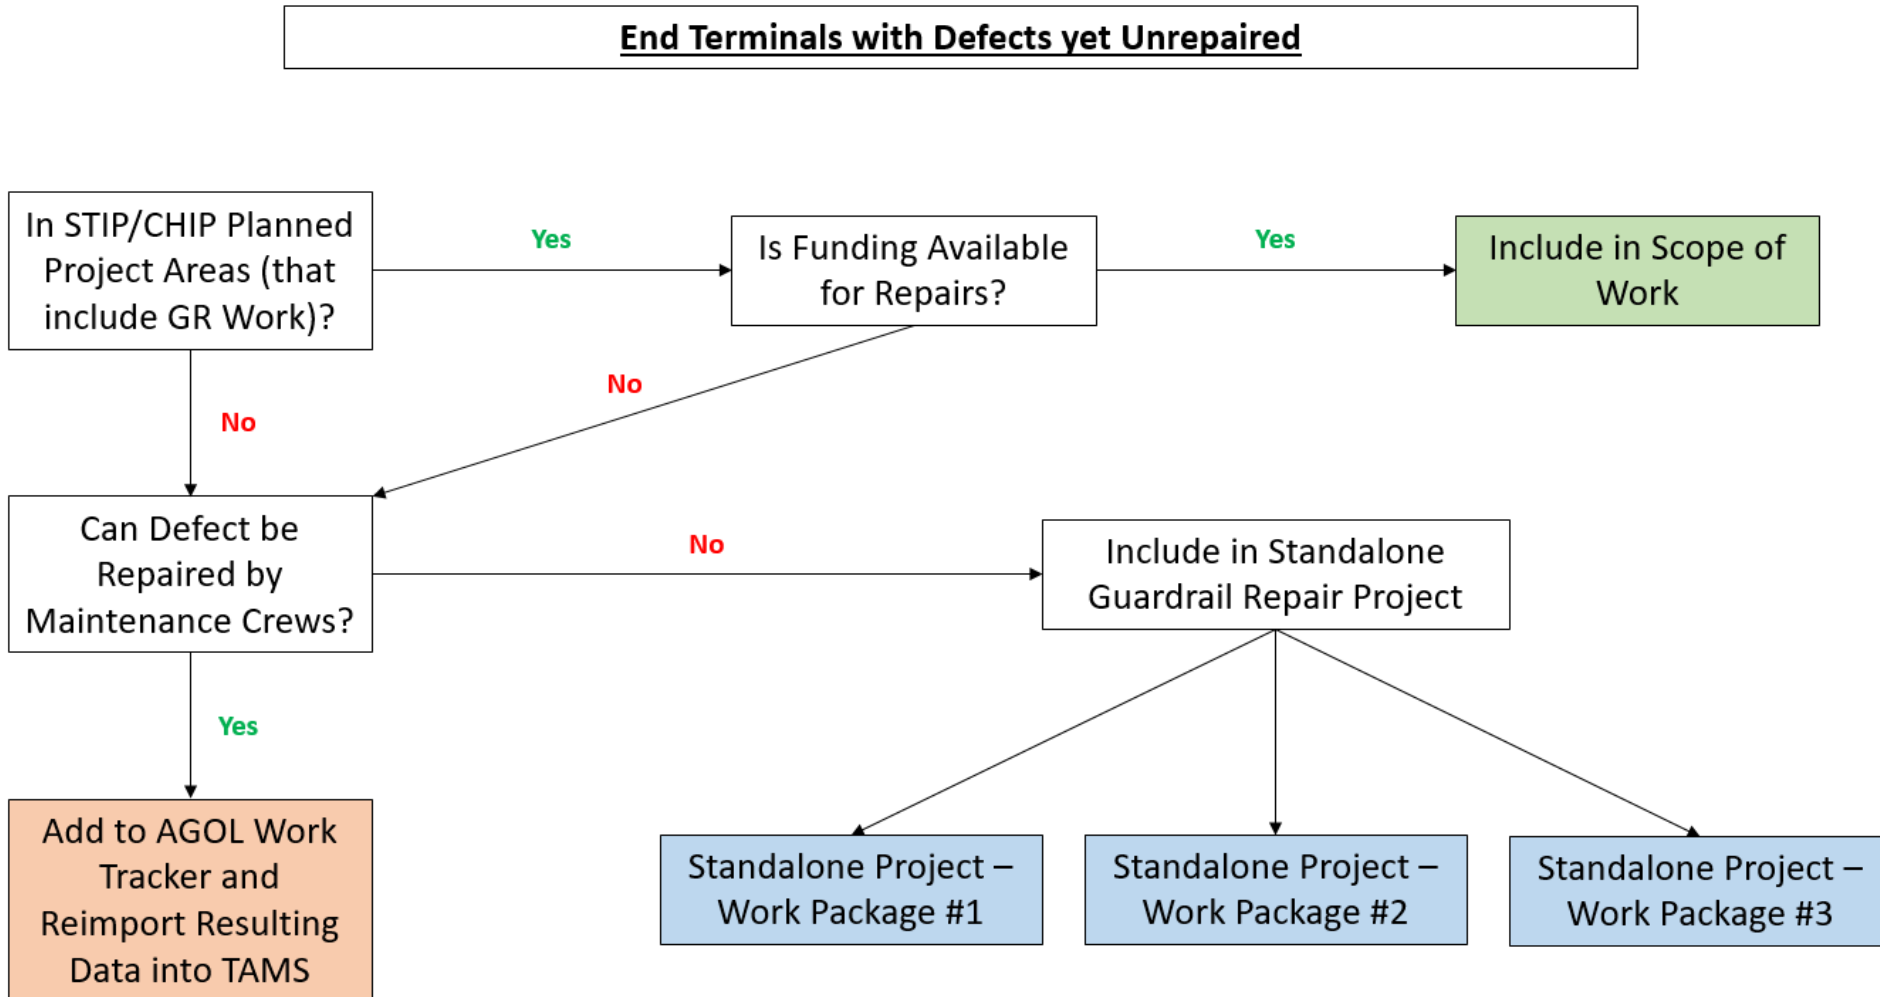 End Terminals with Defects yet Unrepaired
In STIP/CHIP Planned
Project Areas (that
include GR Work)?
Yes
Is Funding Available
for Repairs?
Yes
Include in Scope of
Work
No
No
Can Defect be
Repaired by
Maintenance Crews?
No
Include in Standalone
Guardrail Repair Project
Yes
Add to AGOL Work
Tracker and
Reimport Resulting
Data into TAMS
Standalone Project –
Work Package #1
Standalone Project –
Work Package #2
Standalone Project –
Work Package #3